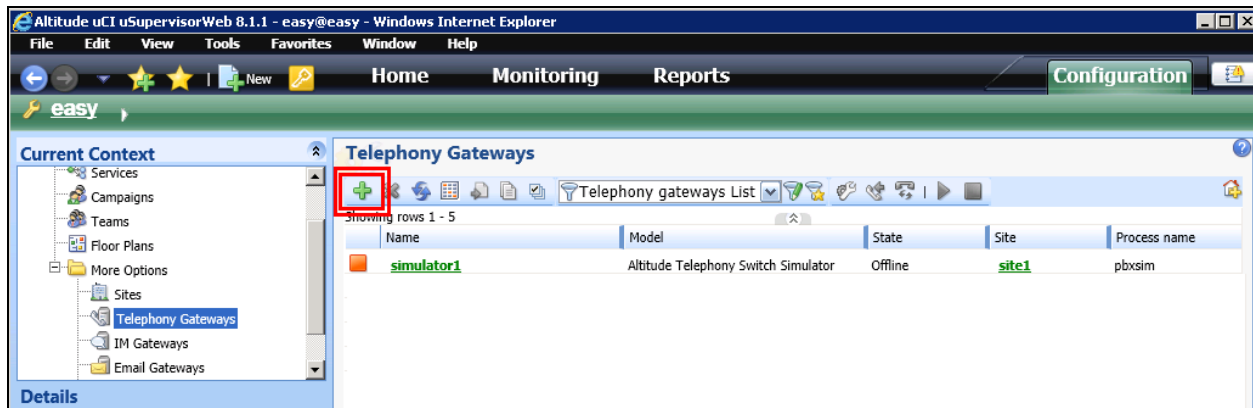 Altitude uCI uSupervisorWeb 8.1.1 - easy@easy - Windows Internet Explorer
File Edit View Tools Favorites Window Help
New Home Monitoring Reports Configuration
easy
Current Context
Services
Campaigns
Teams
Floor Plans
More Options
Sites
Telephony Gateways
IM Gateways
Email Gateways
Details
Telephony Gateways
Telephony gateways List
Showing rows 1 - 5
Name Model State Site Process name
simulator1 Altitude Telephony Switch Simulator Offline site1 pbxsim